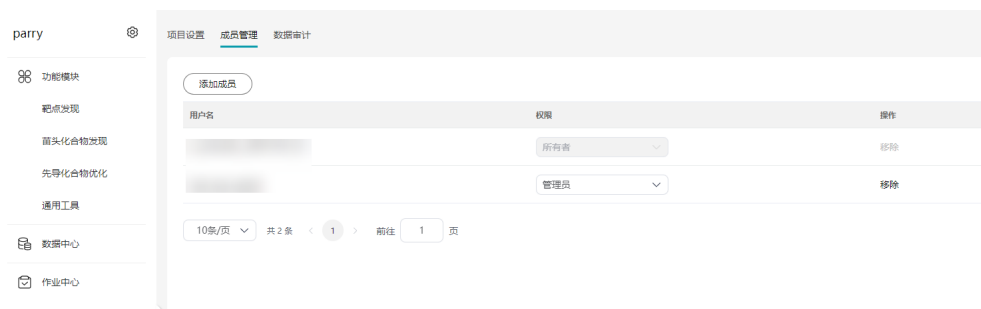 parry
功能模块
靶点发现
苗头化合物发现
先导化合物优化
通用工具
数据中心
作业中心
项目设置 成员管理 数据审计
添加成员
用户名 权限 操作
所有者 移除
管理员 移除
10条/页 共 2 条 < 1 > 前往 1 页